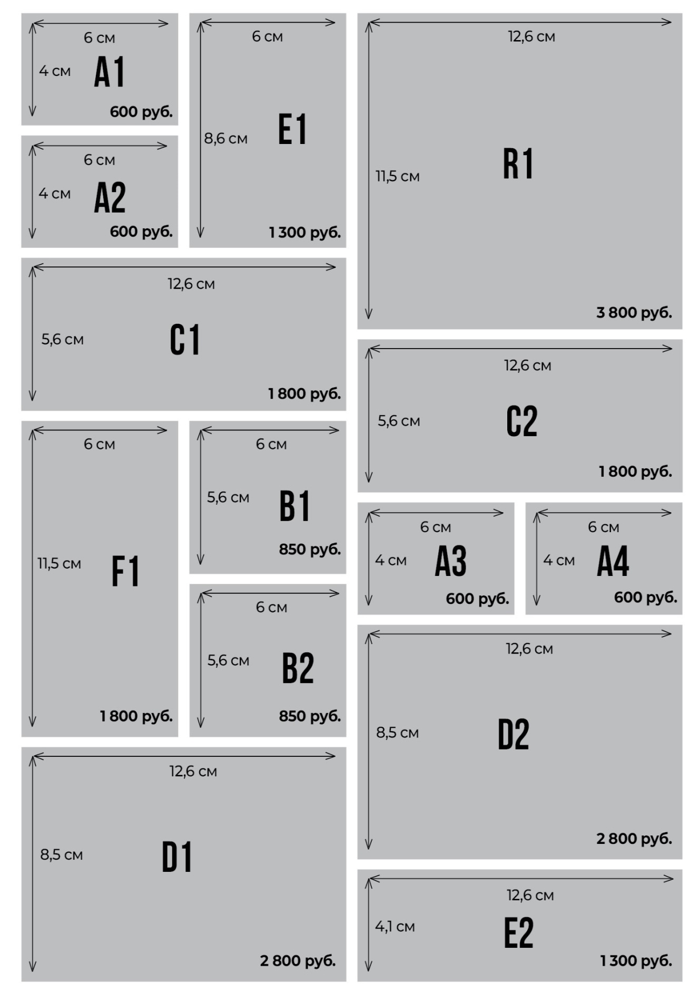 6 см
4 см
A1
600 руб.
6 см
4 см
A2
600 руб.
6 см
8,6 см
E1
1 300 руб.
12,6 см
11,5 см
R1
3 800 руб.
12,6 см
5,6 см
C1
1 800 руб.
12,6 см
5,6 см
C2
1 800 руб.
6 см
11,5 см
F1
1 800 руб.
6 см
5,6 см
B1
850 руб.
6 см
5,6 см
B2
850 руб.
6 см
4 см
A3
600 руб.
6 см
4 см
A4
600 руб.
12,6 см
8,5 см
D1
2 800 руб.
12,6 см
8,5 см
D2
2 800 руб.
12,6 см
4,1 см
E2
1 300 руб.